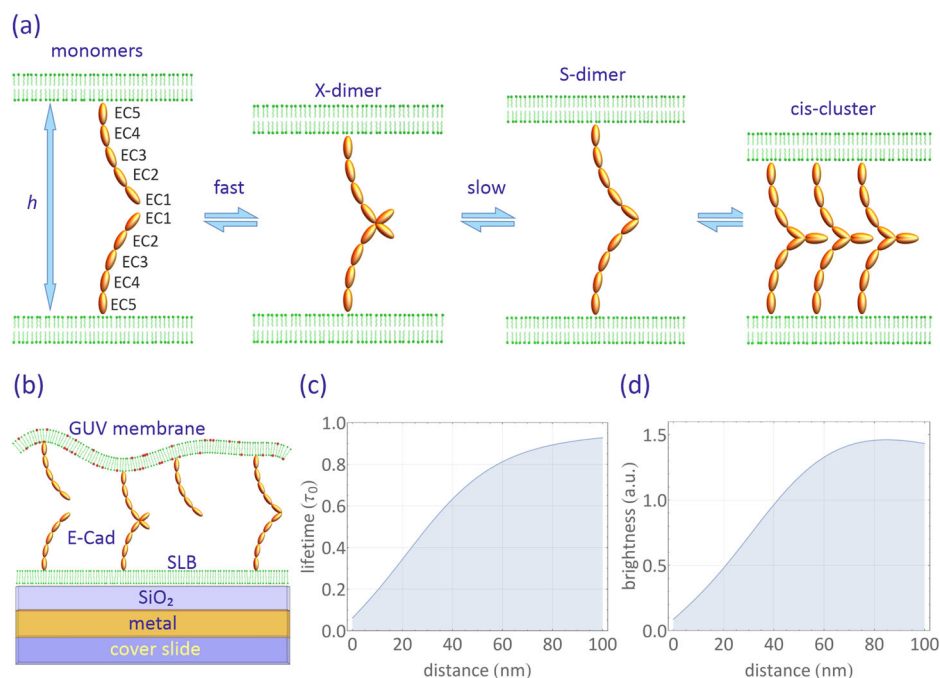 (a)
monomers
X-dimer
S-dimer
cis-cluster
h
EC5
EC4
EC3
EC2
EC1
EC1
EC2
EC3
EC4
EC5
fast
slow
(b)
GUV membrane
E-Cad
SLB
SiO₂
metal
cover slide
(c)
lifetime (τ₀)
1.0
0.8
0.6
0.4
0.2
0.0
0 20 40 60 80 100
distance (nm)
(d)
brightness (a.u.)
1.5
1.0
0.5
0.0
0 20 40 60 80 100
distance (nm)